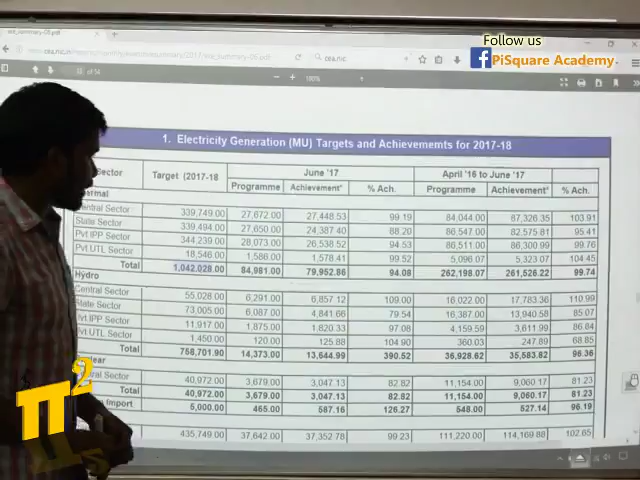 Follow us
PiSquare Academy
cea.nic
100%
1. Electricity Generation (MU) Targets and Achievememts for 2017-18
Sector Target (2017-18 June '17 April '16 to June '17
Programme Achievement* % Ach. Programme Achievement* % Ach.
Central Sector 339,749.00 27,672.00 27,448.53 99.19 84,044.00 87,326.35 103.91
State Sector 339,494.00 27,650.00 24,387.40 88.20 86,547.00 82,575.81 95.41
Pvt IPP Sector 344,239.00 28,073.00 26,538.52 94.53 86,511.00 86,300.99 99.76
Pvt UTL Sector 18,546.00 1,586.00 1,578.41 99.52 5,096.07 5,323.07 104.45
Total 1,042,028.00 84,981.00 79,952.86 94.08 262,198.07 261,526.22 99.74
Hydro
Central Sector 55,028.00 6,291.00 6,857.12 109.00 16,022.00 17,783.36 110.99
State Sector 73,005.00 6,087.00 4,841.66 79.54 16,387.00 13,940.58 85.07
Pvt IPP Sector 11,917.00 1,875.00 1,820.33 97.08 4,159.59 3,611.99 86.84
Pvt UTL Sector 1,450.00 120.00 125.88 104.90 360.03 247.89 68.85
Total 758,701.90 14,373.00 13,644.99 390.52 36,928.62 35,583.82 96.36
40,972.00 3,679.00 3,047.13 82.82 11,154.00 9,060.17 81.23
Total 40,972.00 3,679.00 3,047.13 82.82 11,154.00 9,060.17 81.23
Import 5,000.00 465.00 587.16 126.27 548.00 527.14 96.19
435,749.00 37,642.00 37,352.78 99.23 111,220.00 114,169.88 102.65
π²s